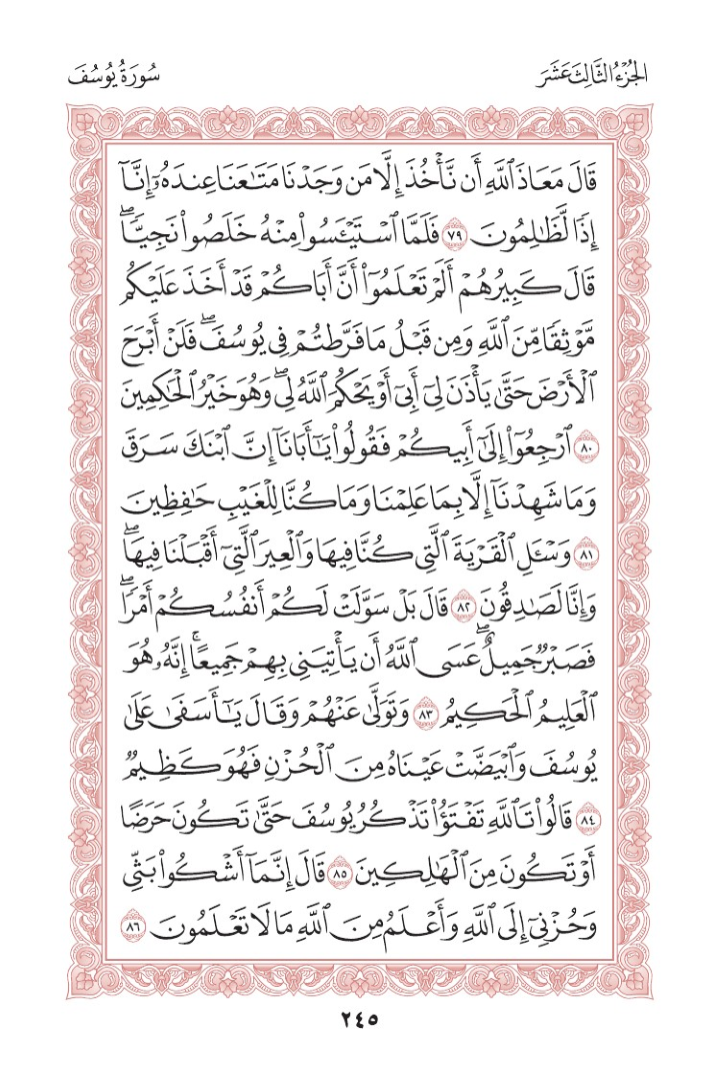 الجُزْءُ الثَّالِثَ عَشَرَ
سُورَةُ يُوسُفَ
قَالَ مَعَاذَ ٱللَّهِ أَن نَّأْخُذَ إِلَّا مَن وَجَدْنَا مَتَٰعَنَا عِندَهُۥٓ إِنَّآ
إِذًا لَّظَٰلِمُونَ ٧٩ فَلَمَّا ٱسْتَيْـَٔسُوا۟ مِنْهُ خَلَصُوا۟ نَجِيًّا ۖ
قَالَ كَبِيرُهُمْ أَلَمْ تَعْلَمُوٓا۟ أَنَّ أَبَاكُمْ قَدْ أَخَذَ عَلَيْكُم
مَّوْثِقًا مِّنَ ٱللَّهِ وَمِن قَبْلُ مَا فَرَّطتُمْ فِى يُوسُفَ ۖ فَلَنْ أَبْرَحَ
ٱلْأَرْضَ حَتَّىٰ يَأْذَنَ لِىٓ أَبِىٓ أَوْ يَحْكُمَ ٱللَّهُ لِى ۖ وَهُوَ خَيْرُ ٱلْحَٰكِمِينَ
٨٠ ٱرْجِعُوٓا۟ إِلَىٰٓ أَبِيكُمْ فَقُولُوا۟ يَٰٓأَبَانَآ إِنَّ ٱبْنَكَ سَرَقَ
وَمَا شَهِدْنَآ إِلَّا بِمَا عَلِمْنَا وَمَا كُنَّا لِلْغَيْبِ حَٰفِظِينَ
٨١ وَسْـَٔلِ ٱلْقَرْيَةَ ٱلَّتِى كُنَّا فِيهَا وَٱلْعِيرَ ٱلَّتِىٓ أَقْبَلْنَا فِيهَا ۖ
وَإِنَّا لَصَٰدِقُونَ ٨٢ قَالَ بَلْ سَوَّلَتْ لَكُمْ أَنفُسُكُمْ أَمْرًا ۖ
فَصَبْرٌ جَمِيلٌ ۖ عَسَى ٱللَّهُ أَن يَأْتِيَنِى بِهِمْ جَمِيعًا ۚ إِنَّهُۥ هُوَ
ٱلْعَلِيمُ ٱلْحَكِيمُ ٨٣ وَتَوَلَّىٰ عَنْهُمْ وَقَالَ يَٰٓأَسَفَىٰ عَلَىٰ
يُوسُفَ وَٱبْيَضَّتْ عَيْنَاهُ مِنَ ٱلْحُزْنِ فَهُوَ كَظِيمٌ
٨٤ قَالُوا۟ تَٱللَّهِ تَفْتَؤُا۟ تَذْكُرُ يُوسُفَ حَتَّىٰ تَكُونَ حَرَضًا
أَوْ تَكُونَ مِنَ ٱلْهَٰلِكِينَ ٨٥ قَالَ إِنَّمَآ أَشْكُوا۟ بَثِّى
وَحُزْنِىٓ إِلَى ٱللَّهِ وَأَعْلَمُ مِنَ ٱللَّهِ مَا لَا تَعْلَمُونَ ٨٦
٢٤٥